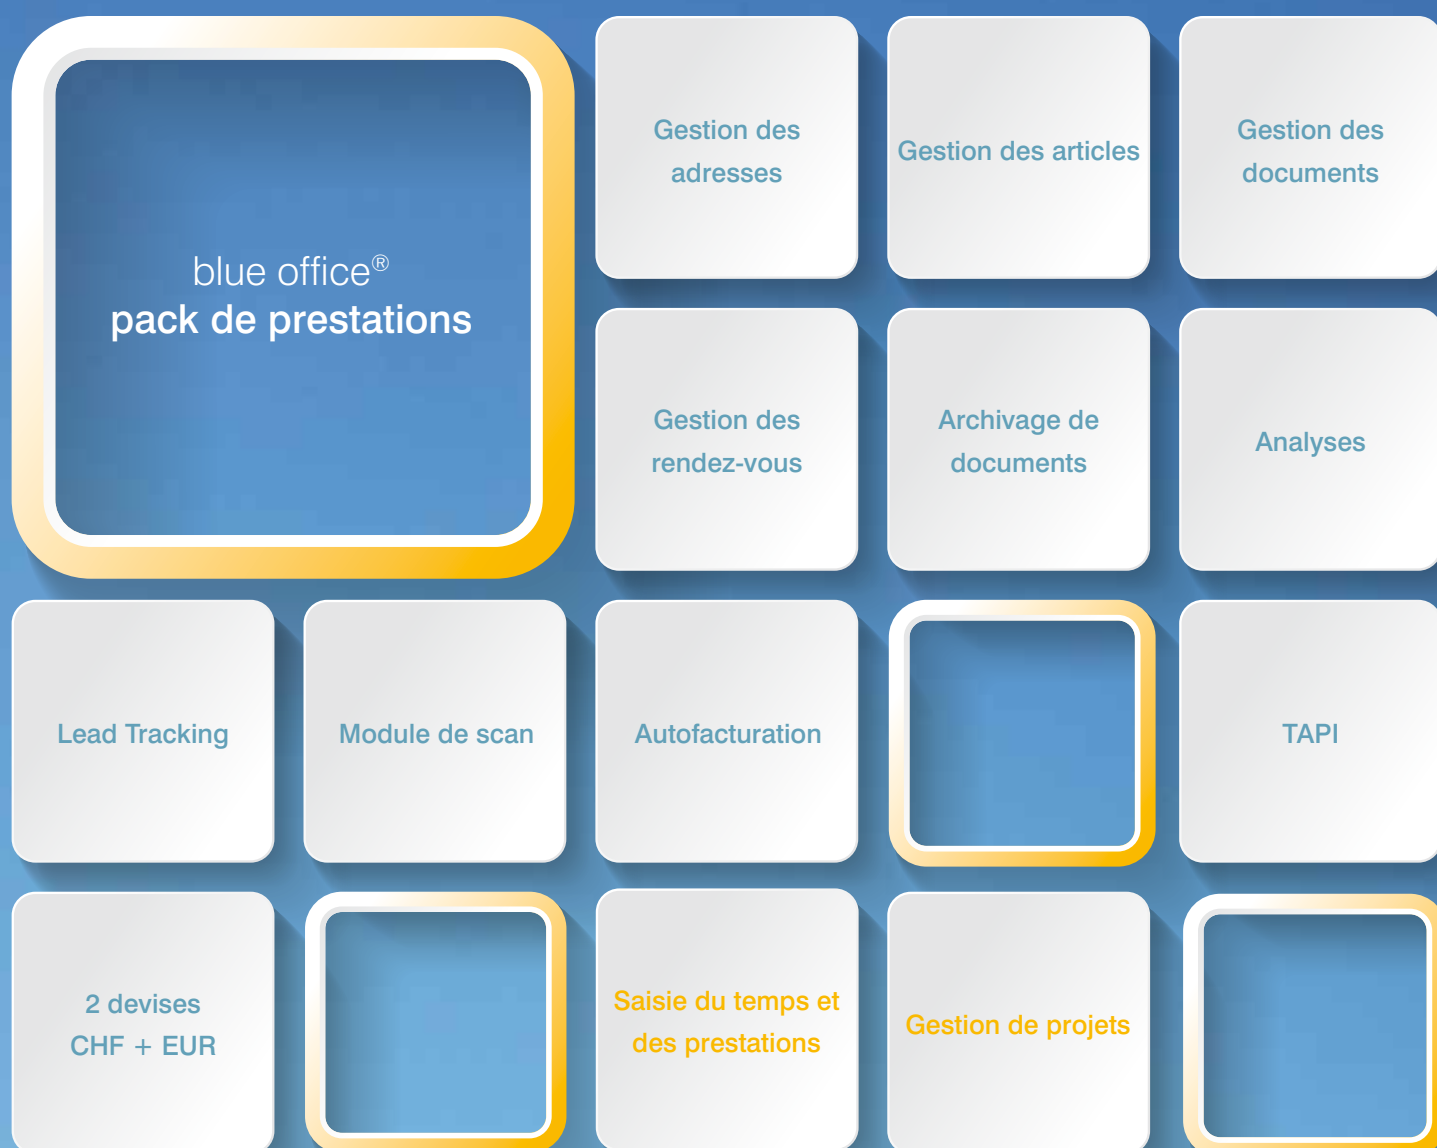 blue office®
pack de prestations
Gestion des
adresses
Gestion des articles
Gestion des
documents
Gestion des
rendez-vous
Archivage de
documents
Analyses
Lead Tracking
Module de scan
Autofacturation
TAPI
2 devises
CHF + EUR
Saisie du temps et
des prestations
Gestion de projets